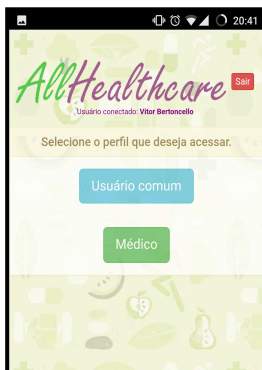 20:41
AllHealthcare
Sair
Usuário conectado: Vitor Bertoncello
Selecione o perfil que deseja acessar.
Usuário comum
Médico